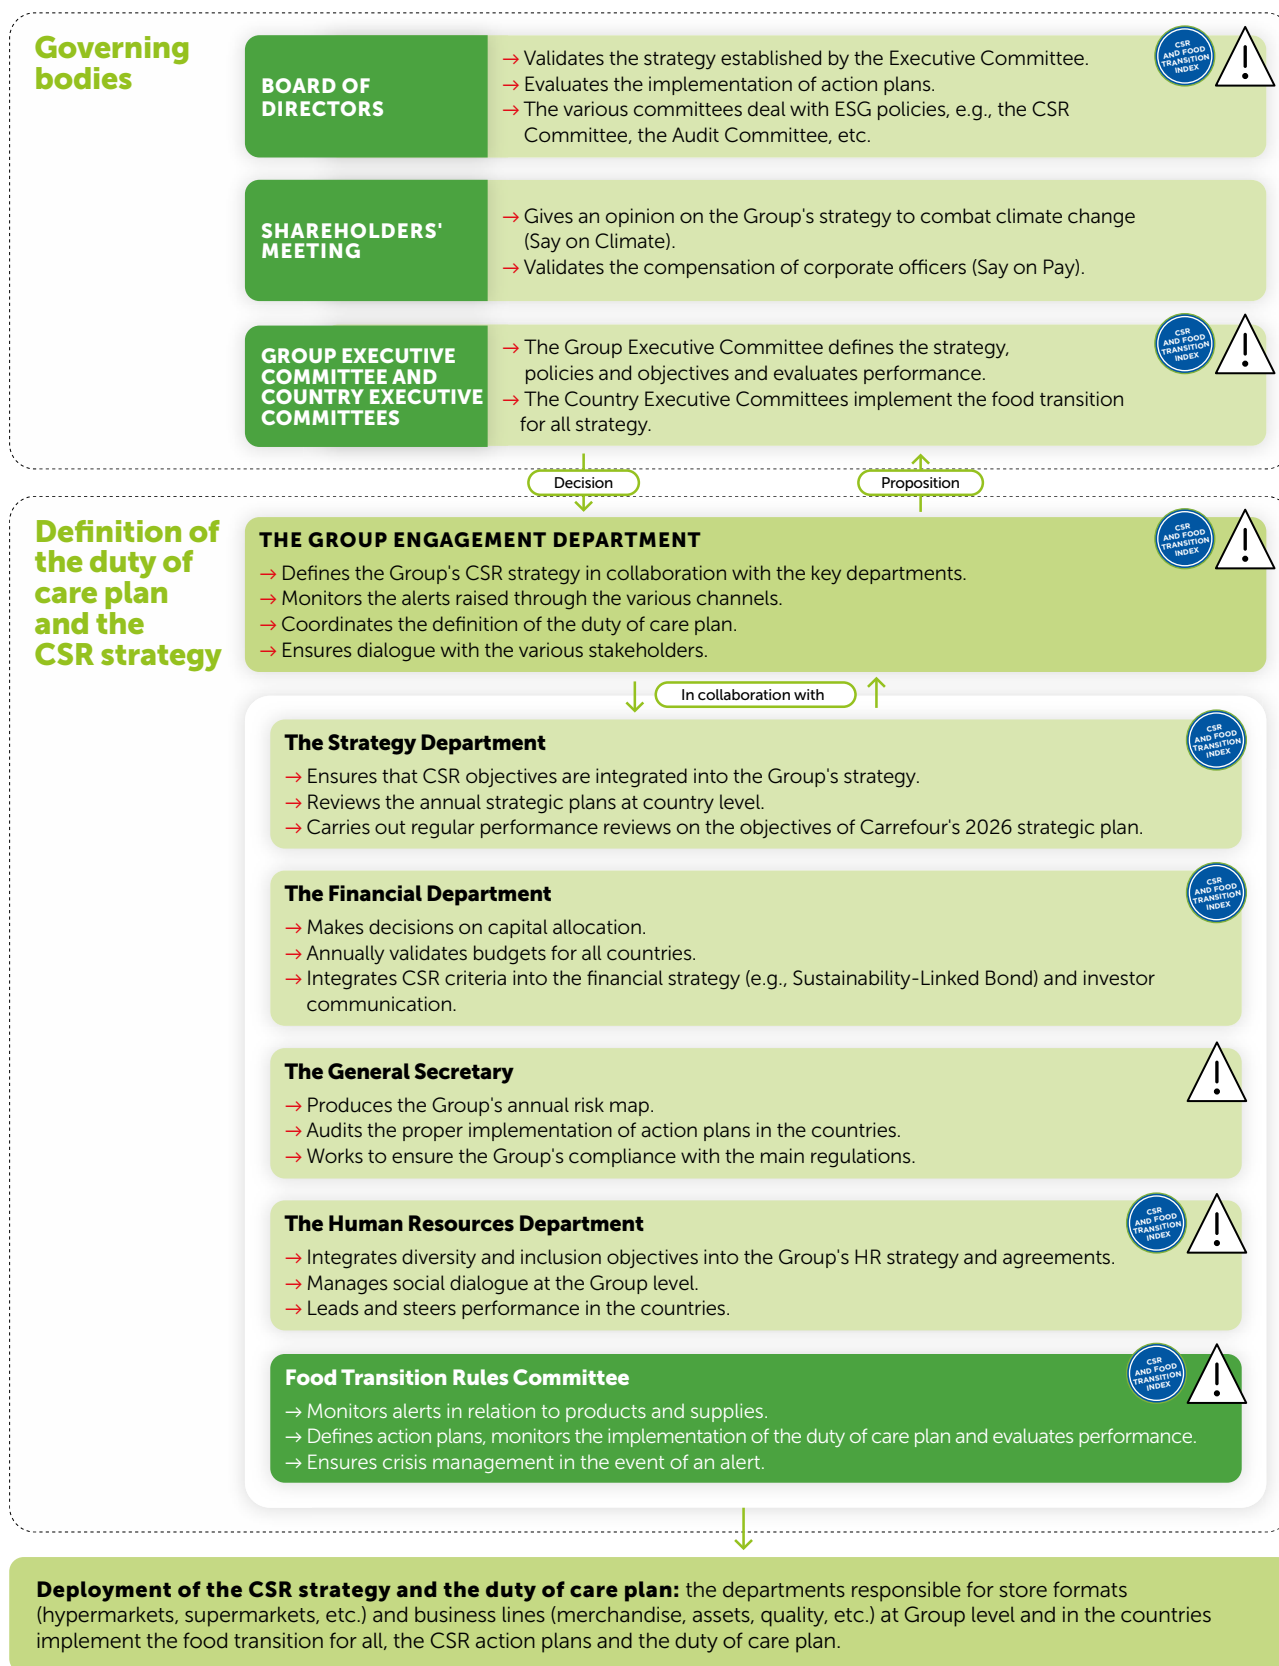 Governing
bodies
BOARD OF
DIRECTORS
→ Validates the strategy established by the Executive Committee.
→ Evaluates the implementation of action plans.
→ The various committees deal with ESG policies, e.g., the CSR
Committee, the Audit Committee, etc.
CSR
AND FOOD
TRANSITION
INDEX
!
SHAREHOLDERS'
MEETING
→ Gives an opinion on the Group's strategy to combat climate change
(Say on Climate).
→ Validates the compensation of corporate officers (Say on Pay).
GROUP EXECUTIVE
COMMITTEE AND
COUNTRY EXECUTIVE
COMMITTEES
→ The Group Executive Committee defines the strategy,
policies and objectives and evaluates performance.
→ The Country Executive Committees implement the food transition
for all strategy.
CSR
AND FOOD
TRANSITION
INDEX
!
Decision
Proposition
Definition of
the duty of
care plan
and the
CSR strategy
THE GROUP ENGAGEMENT DEPARTMENT
→ Defines the Group's CSR strategy in collaboration with the key departments.
→ Monitors the alerts raised through the various channels.
→ Coordinates the definition of the duty of care plan.
→ Ensures dialogue with the various stakeholders.
CSR
AND FOOD
TRANSITION
INDEX
!
In collaboration with
The Strategy Department
→ Ensures that CSR objectives are integrated into the Group's strategy.
→ Reviews the annual strategic plans at country level.
→ Carries out regular performance reviews on the objectives of Carrefour's 2026 strategic plan.
CSR
AND FOOD
TRANSITION
INDEX
The Financial Department
→ Makes decisions on capital allocation.
→ Annually validates budgets for all countries.
→ Integrates CSR criteria into the financial strategy (e.g., Sustainability-Linked Bond) and investor
communication.
CSR
AND FOOD
TRANSITION
INDEX
The General Secretary
→ Produces the Group's annual risk map.
→ Audits the proper implementation of action plans in the countries.
→ Works to ensure the Group's compliance with the main regulations.
!
The Human Resources Department
→ Integrates diversity and inclusion objectives into the Group's HR strategy and agreements.
→ Manages social dialogue at the Group level.
→ Leads and steers performance in the countries.
CSR
AND FOOD
TRANSITION
INDEX
!
Food Transition Rules Committee
→ Monitors alerts in relation to products and supplies.
→ Defines action plans, monitors the implementation of the duty of care plan and evaluates performance.
→ Ensures crisis management in the event of an alert.
CSR
AND FOOD
TRANSITION
INDEX
!
Deployment of the CSR strategy and the duty of care plan: the departments responsible for store formats
(hypermarkets, supermarkets, etc.) and business lines (merchandise, assets, quality, etc.) at Group level and in the countries
implement the food transition for all, the CSR action plans and the duty of care plan.